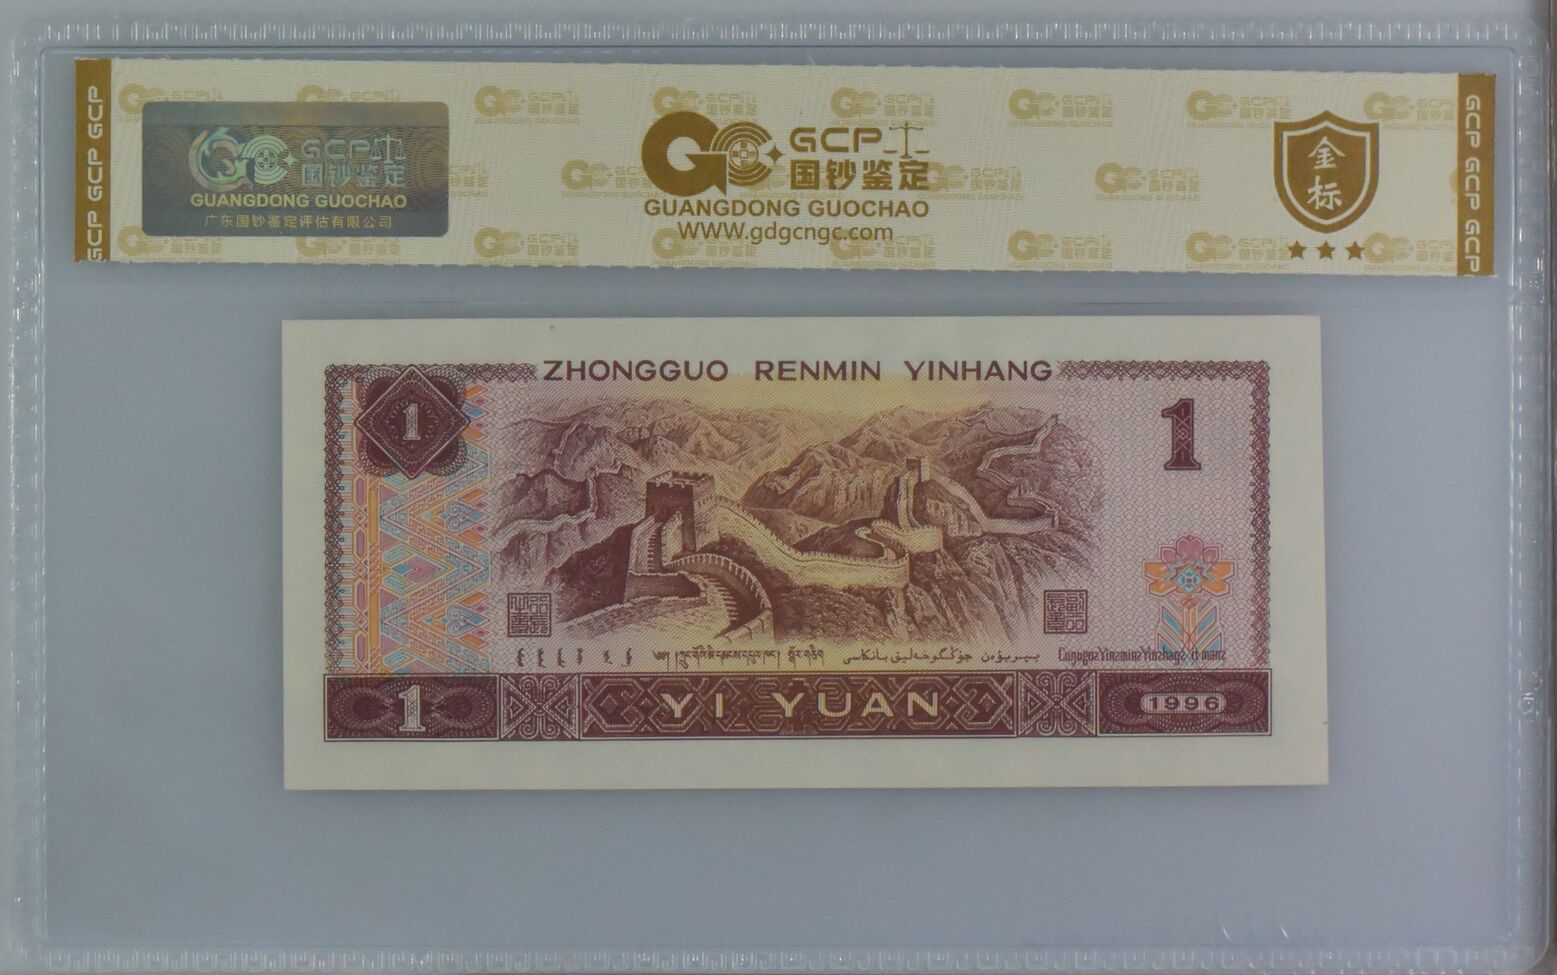 GCP GCP GCP
GCP
国钞鉴定
GUANGDONG GUOCHAO
广东国钞鉴定评估有限公司
GCP
国钞鉴定
GUANGDONG GUOCHAO
WWW.gdgcngc.com
金标
GCP GCP GCP GCP
ZHONGGUO RENMIN YINHANG
1
1
1
YI YUAN
1996